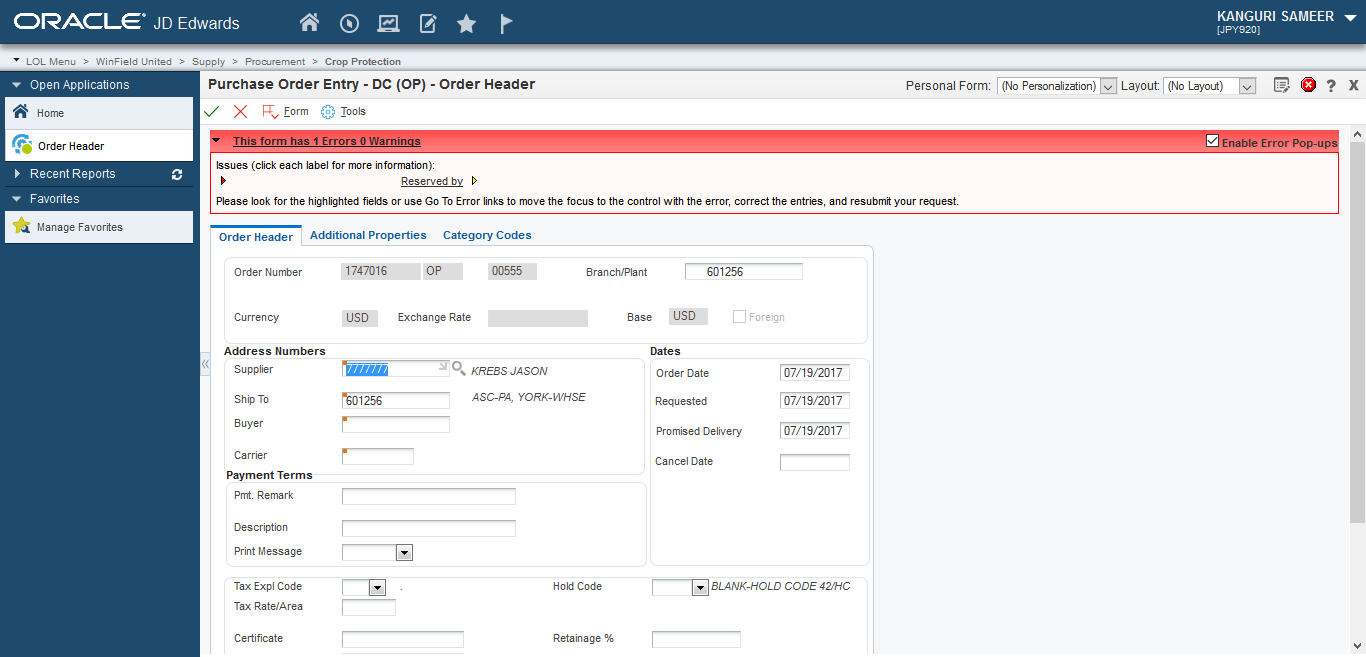 ORACLE JD Edwards
KANGURI SAMEER
[JPY920]
LOL Menu > WinField United > Supply > Procurement > Crop Protection
Open Applications
Home
Order Header
Recent Reports
Favorites
Manage Favorites
Purchase Order Entry - DC (OP) - Order Header
Personal Form: (No Personalization) Layout: (No Layout) ? X
Form Tools
This form has 1 Errors 0 Warnings
Enable Error Pop-ups
Issues (click each label for more information):
Reserved by
Please look for the highlighted fields or use Go To Error links to move the focus to the control with the error, correct the entries, and resubmit your request.
Order Header Additional Properties Category Codes
Order Number 1747016 OP 00555 Branch/Plant 601256
Currency USD Exchange Rate Base USD Foreign
Address Numbers Dates
Supplier 7777777 KREBS JASON Order Date 07/19/2017
Ship To 601256 ASC-PA, YORK-WHSE Requested 07/19/2017
Buyer
Promised Delivery 07/19/2017
Carrier Cancel Date
Payment Terms
Pmt. Remark
Description
Print Message
Tax Expl Code . Hold Code BLANK-HOLD CODE 42/HC
Tax Rate/Area
Certificate Retainage %